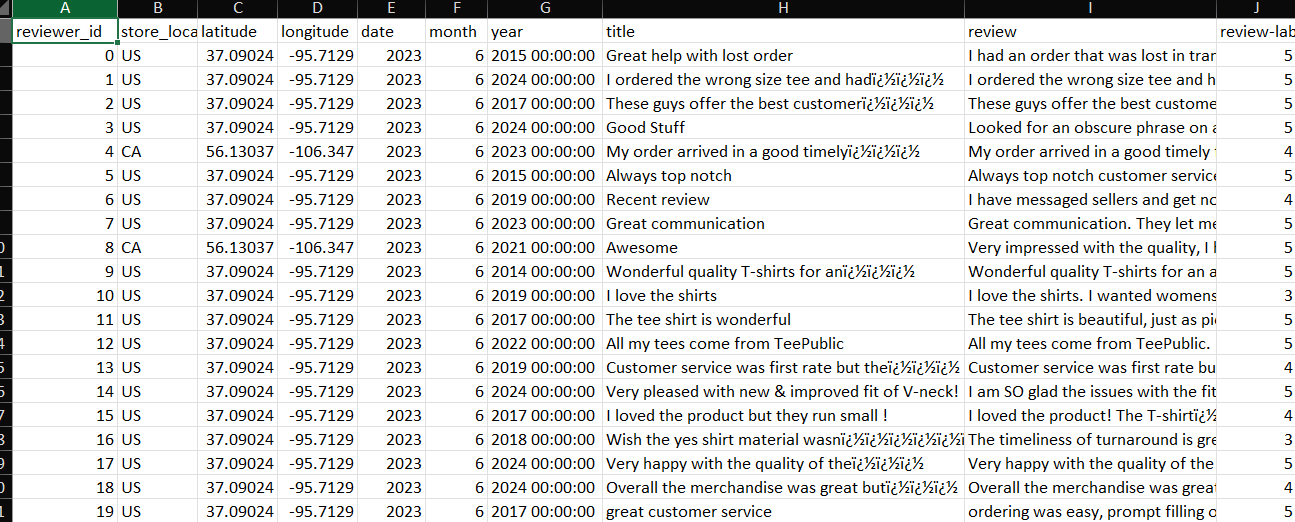 A B C D E F G H I J
reviewer_id store_loca latitude longitude date month year title review review-lab
0 US 37.09024 -95.7129 2023 6 2015 00:00:00 Great help with lost order I had an order that was lost in tran 5
1 US 37.09024 -95.7129 2023 6 2024 00:00:00 I ordered the wrong size tee and hadï¿½ï¿½ï¿½ I ordered the wrong size tee and h 5
2 US 37.09024 -95.7129 2023 6 2017 00:00:00 These guys offer the best customerï¿½ï¿½ï¿½ These guys offer the best custome 5
3 US 37.09024 -95.7129 2023 6 2024 00:00:00 Good Stuff Looked for an obscure phrase on a 5
4 CA 56.13037 -106.347 2023 6 2023 00:00:00 My order arrived in a good timelyï¿½ï¿½ï¿½ My order arrived in a good timely 4
5 US 37.09024 -95.7129 2023 6 2015 00:00:00 Always top notch Always top notch customer service 5
6 US 37.09024 -95.7129 2023 6 2019 00:00:00 Recent review I have messaged sellers and get no 4
7 US 37.09024 -95.7129 2023 6 2023 00:00:00 Great communication Great communication. They let me 5
8 CA 56.13037 -106.347 2023 6 2021 00:00:00 Awesome Very impressed with the quality, I 5
9 US 37.09024 -95.7129 2023 6 2014 00:00:00 Wonderful quality T-shirts for anï¿½ï¿½ï¿½ Wonderful quality T-shirts for an a 5
10 US 37.09024 -95.7129 2023 6 2019 00:00:00 I love the shirts I love the shirts. I wanted womens 3
11 US 37.09024 -95.7129 2023 6 2017 00:00:00 The tee shirt is wonderful The tee shirt is beautiful, just as pi 5
12 US 37.09024 -95.7129 2023 6 2022 00:00:00 All my tees come from TeePublic All my tees come from TeePublic. 5
13 US 37.09024 -95.7129 2023 6 2019 00:00:00 Customer service was first rate but theï¿½ï¿½ï¿½ Customer service was first rate bu 4
14 US 37.09024 -95.7129 2023 6 2024 00:00:00 Very pleased with new & improved fit of V-neck! I am SO glad the issues with the fit 5
15 US 37.09024 -95.7129 2023 6 2017 00:00:00 I loved the product but they run small ! I loved the product! The T-shirtï¿½ 4
16 US 37.09024 -95.7129 2023 6 2018 00:00:00 Wish the yes shirt material wasnï¿½ï¿½ï¿½ï¿½ï¿½ï The timeliness of turnaround is gre 3
17 US 37.09024 -95.7129 2023 6 2024 00:00:00 Very happy with the quality of theï¿½ï¿½ï¿½ Very happy with the quality of the 5
18 US 37.09024 -95.7129 2023 6 2024 00:00:00 Overall the merchandise was great butï¿½ï¿½ï¿½ Overall the merchandise was grea 4
19 US 37.09024 -95.7129 2023 6 2017 00:00:00 great customer service ordering was easy, prompt filling o 5